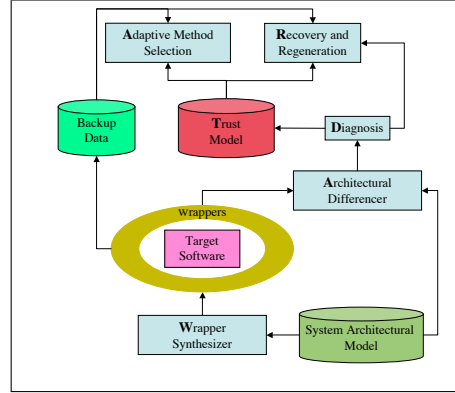 Adaptive Method
Selection
Recovery and
Regeneration
Backup
Data
Trust
Model
Diagnosis
Architectural
Differencer
Wrappers
Target
Software
Wrapper
Synthesizer
System Architectural
Model